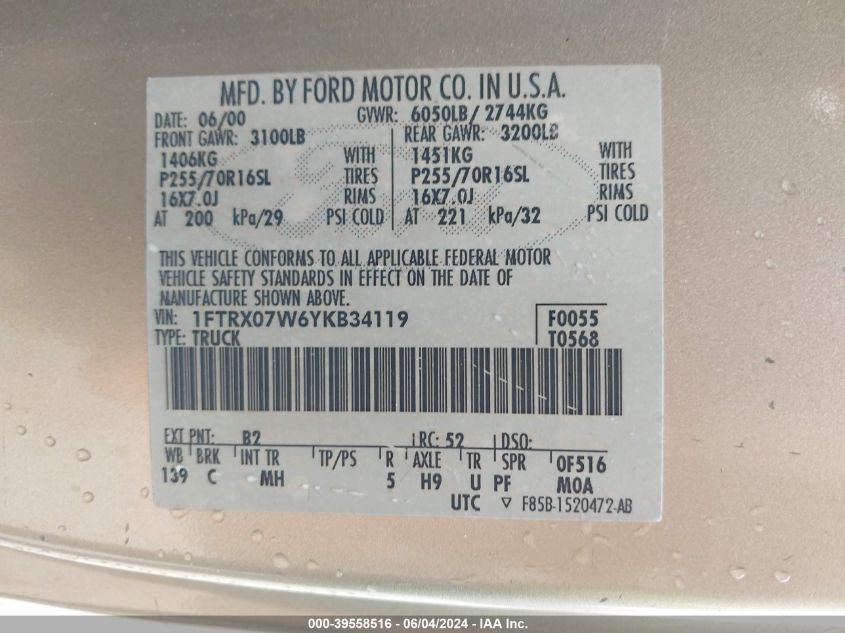 MFD. BY FORD MOTOR CO. IN U.S.A.
DATE: 06/00 GVWR: 6050LB/ 2744KG
FRONT GAWR: 3100LB REAR GAWR: 3200LB
1406KG WITH 1451KG WITH
P255/70R16SL TIRES P255/70R16SL TIRES
16X7.0J RIMS 16X7.0J RIMS
AT 200 kPa/29 PSI COLD AT 221 kPa/32 PSI COLD
THIS VEHICLE CONFORMS TO ALL APPLICABLE FEDERAL MOTOR
VEHICLE SAFETY STANDARDS IN EFFECT ON THE DATE OF
MANUFACTURE SHOWN ABOVE.
VIN: 1FTRX07W6YKB34119 F0055
TYPE: TRUCK T0568
EXT PNT: B2 RC: 52 DSO:
WB BRK INT TR TP/PS R AXLE TR SPR 0F516
139 C MH 5 H9 U PF M0A
UTC ▽ F85B-1520472-AB
000-39558516 - 06/04/2024 - IAA Inc.